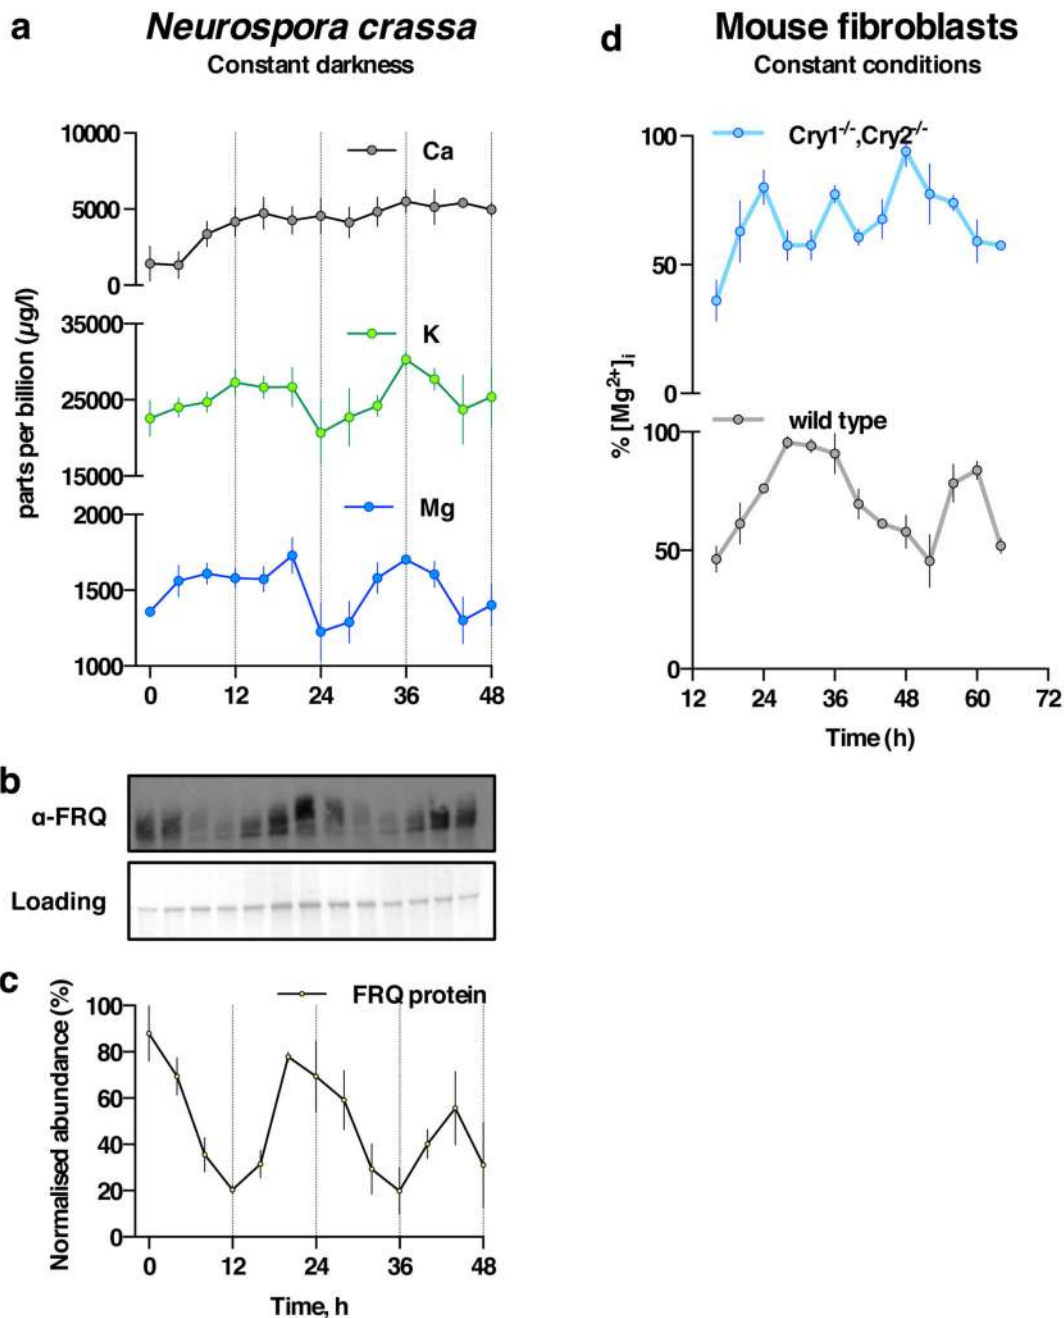 a
Neurospora crassa
Constant darkness
10000
5000
0
Ca
35000
25000
15000
K
2000
1500
1000
Mg
parts per billion (µg/l)
0 12 24 36 48
b
α-FRQ
Loading
c
FRQ protein
100
80
60
40
20
0
Normalised abundance (%)
0 12 24 36 48
Time, h
d
Mouse fibroblasts
Constant conditions
100
50
0
Cry1⁻/⁻,Cry2⁻/⁻
wild type
100
50
0
% [Mg²⁺]ᵢ
12 24 36 48 60 72
Time (h)